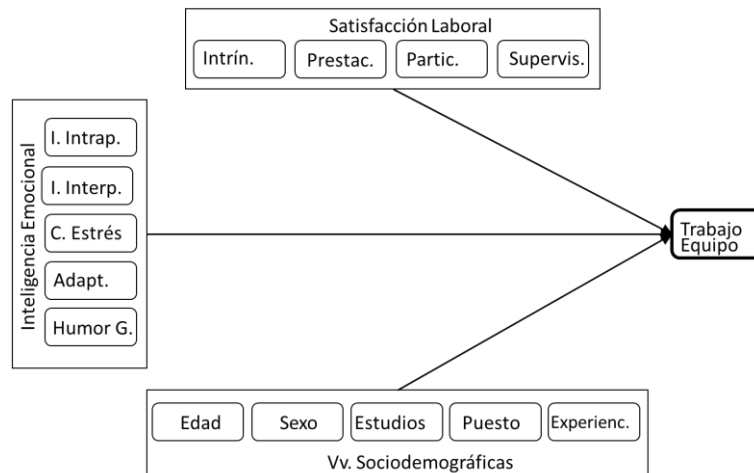 Satisfacción Laboral
Intrín.
Prestac.
Partic.
Supervis.
Inteligencia Emocional
I. Intrap.
I. Interp.
C. Estrés
Adapt.
Humor G.
Trabajo
Equipo
Edad
Sexo
Estudios
Puesto
Experienc.
Vv. Sociodemográficas